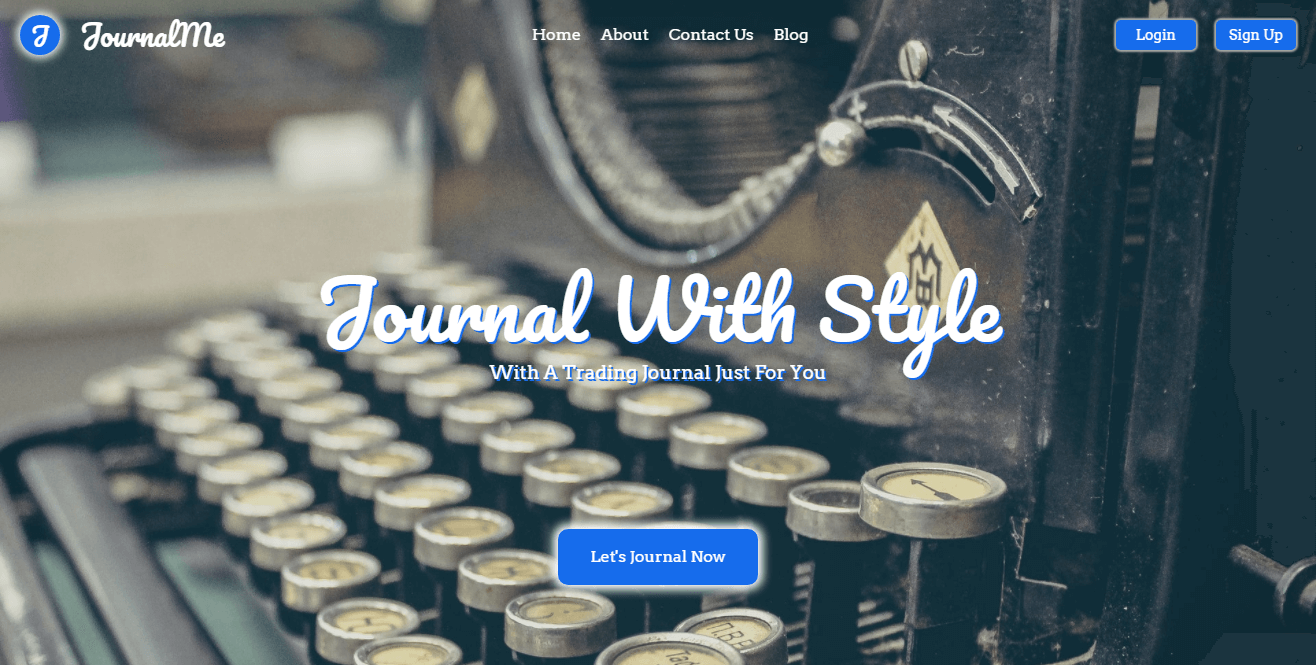 J JournalMe
Home About Contact Us Blog
Login Sign Up
Journal With Style
With A Trading Journal Just For You
Let's Journal Now